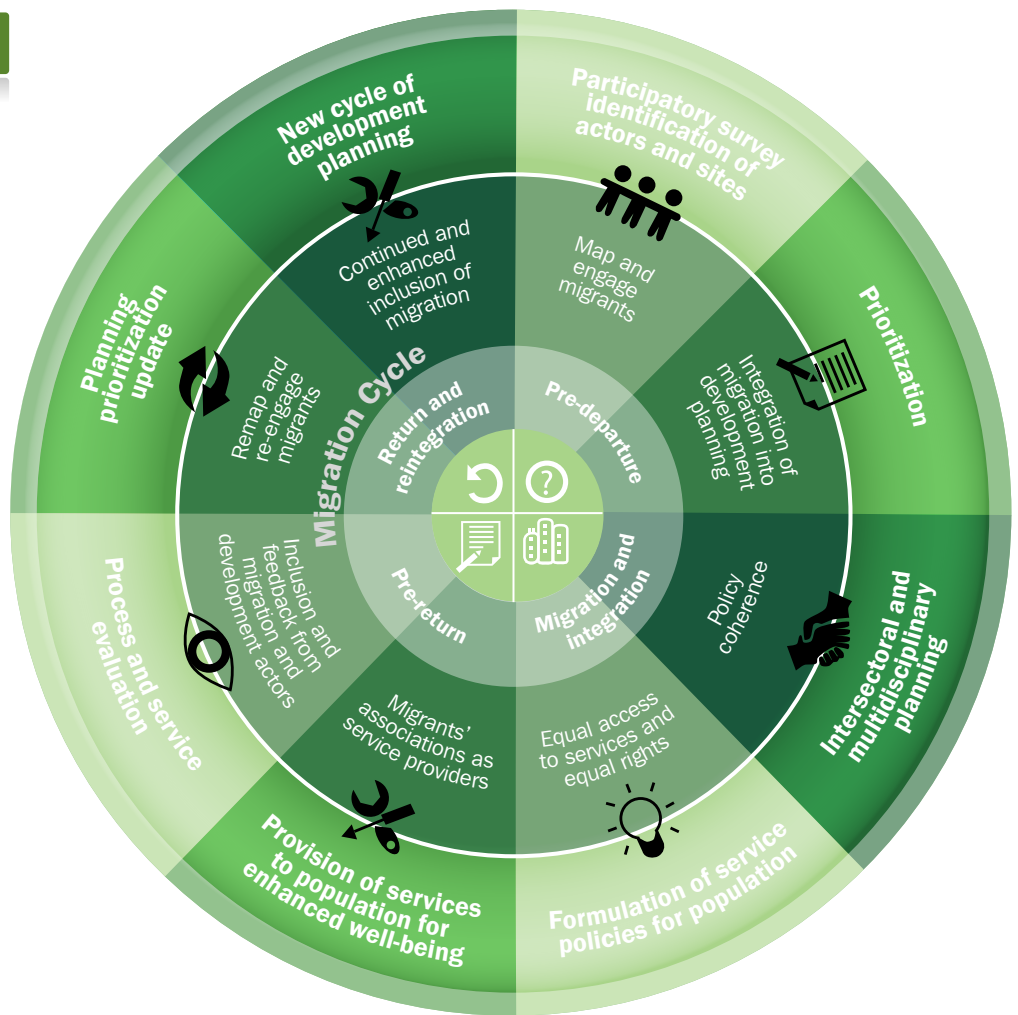 New cycle of
development
planning
Participatory survey
identification of
actors and sites
Prioritization
Intersectoral and
multidisciplinary
planning
Formulation of service
policies for population
Provision of services
to population for
enhanced well-being
Process and service
evaluation
Planning
prioritization
update
Continued and
enhanced
inclusion of
migration
Map and
engage
migrants
Integration of
migration into
development
planning
Policy
coherence
Equal access
to services and
equal rights
Migrants’
associations as
service providers
Inclusion and
feedback from
migration and
development actors
Remap and
re-engage
migrants
Migration Cycle
Return and
reintegration
Pre-departure
Migration and
integration
Pre-return
?